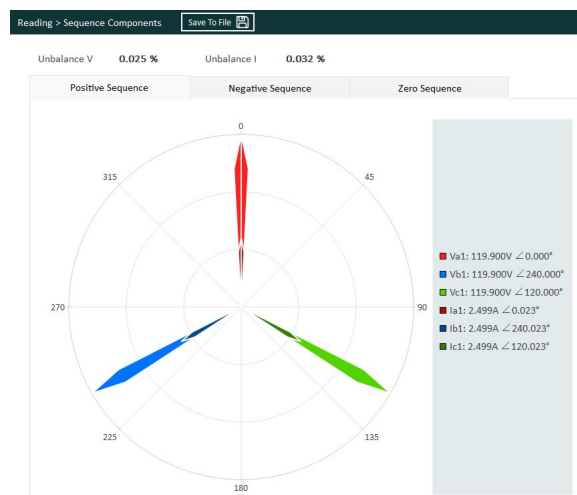 Reading > Sequence Components Save To File
Unbalance V 0.025 % Unbalance I 0.032 %
Positive Sequence Negative Sequence Zero Sequence
0
315 45
Va1: 119.900V ∠0.000°
Vb1: 119.900V ∠240.000°
Vc1: 119.900V ∠120.000°
270 90
Ia1: 2.499A ∠0.023°
Ib1: 2.499A ∠240.023°
Ic1: 2.499A ∠120.023°
225 135
180